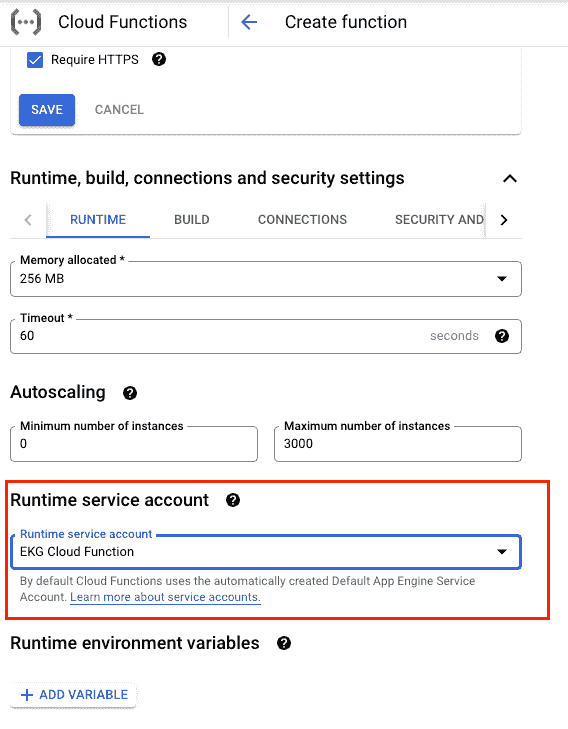 Cloud Functions
Create function
Require HTTPS
SAVE
CANCEL
Runtime, build, connections and security settings
RUNTIME
BUILD
CONNECTIONS
SECURITY AND
Memory allocated *
256 MB
Timeout *
60
seconds
Autoscaling
Minimum number of instances
0
Maximum number of instances
3000
Runtime service account
Runtime service account
EKG Cloud Function
By default Cloud Functions uses the automatically created Default App Engine Service
Account. Learn more about service accounts.
Runtime environment variables
ADD VARIABLE